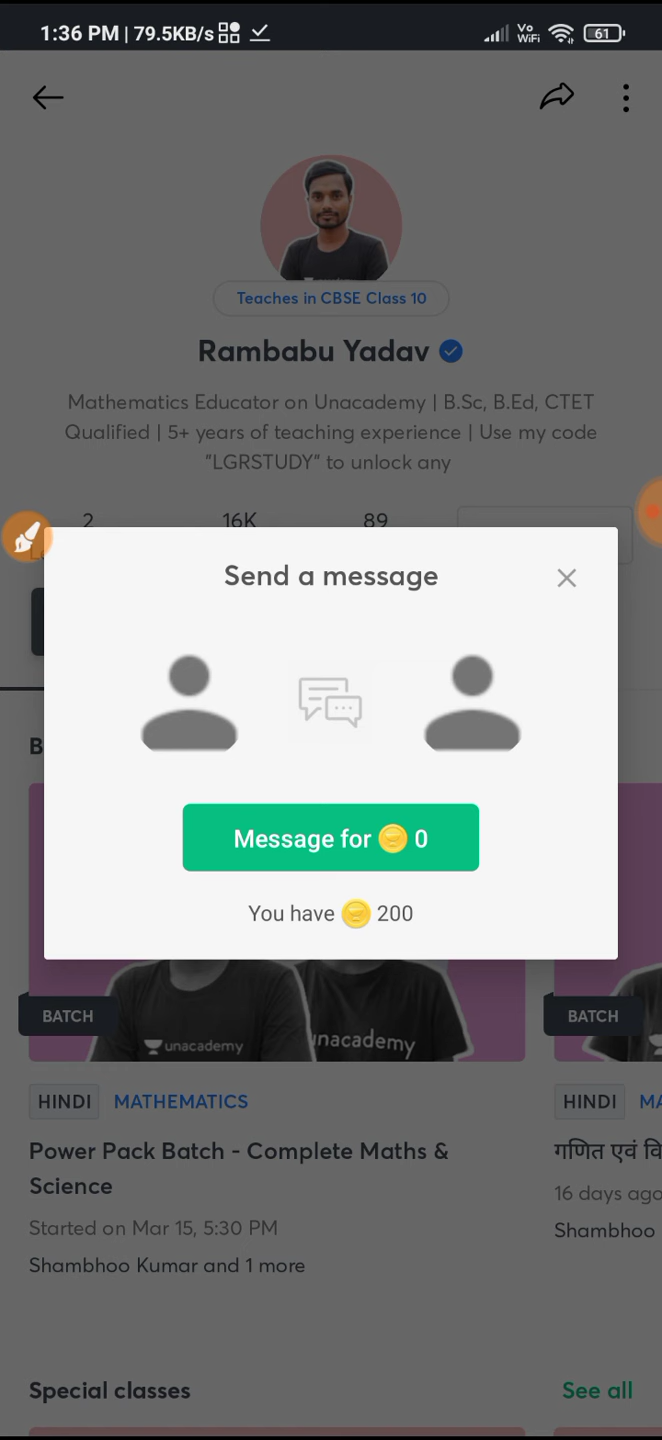 1:36 PM | 79.5KB/s
Vo
WiFi
61
Teaches in CBSE Class 10
Rambabu Yadav
Mathematics Educator on Unacademy | B.Sc, B.Ed, CTET
Qualified | 5+ years of teaching experience | Use my code
"LGRSTUDY" to unlock any
2 16K 89
Send a message
Message for 0
You have 200
B
BATCH
BATCH
unacademy
unacademy
HINDI MATHEMATICS
HINDI MA
Power Pack Batch - Complete Maths &
Science
गणित एवं वि
Started on Mar 15, 5:30 PM
16 days ago
Shambhoo Kumar and 1 more
Shambhoo
Special classes
See all